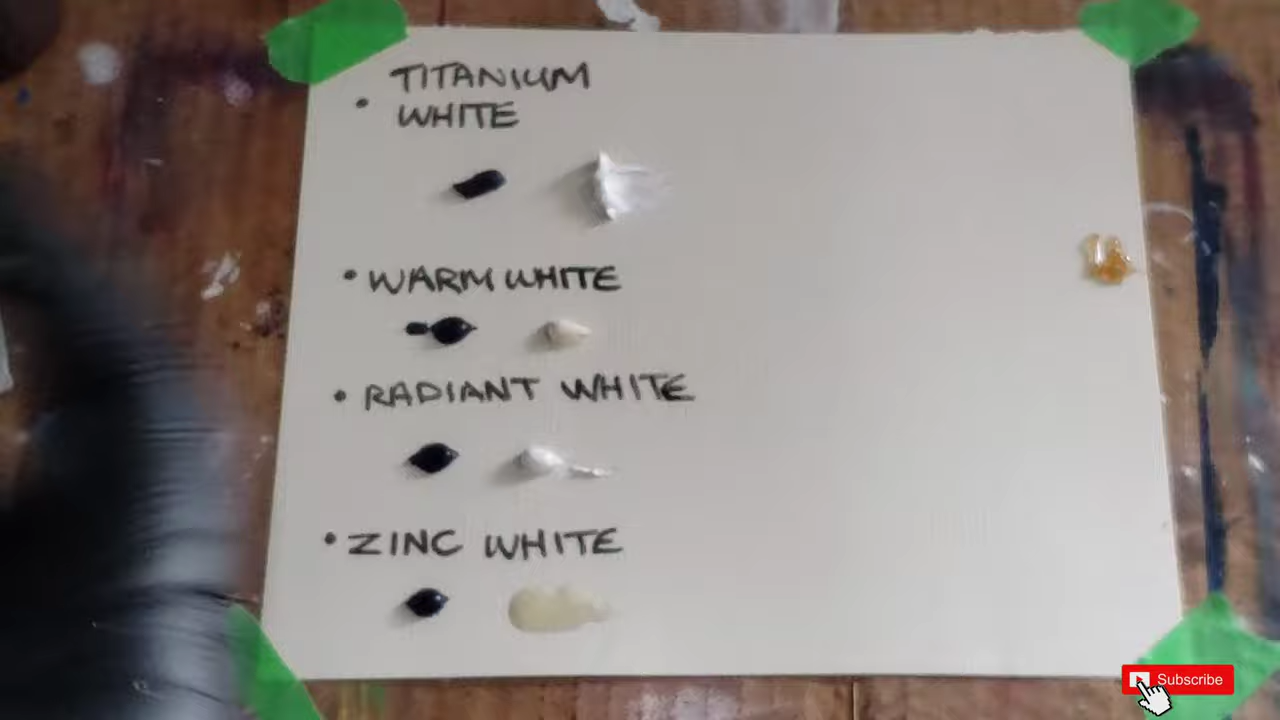 • TITANIUM
WHITE
• WARM WHITE
• RADIANT WHITE
• ZINC WHITE
Subscribe